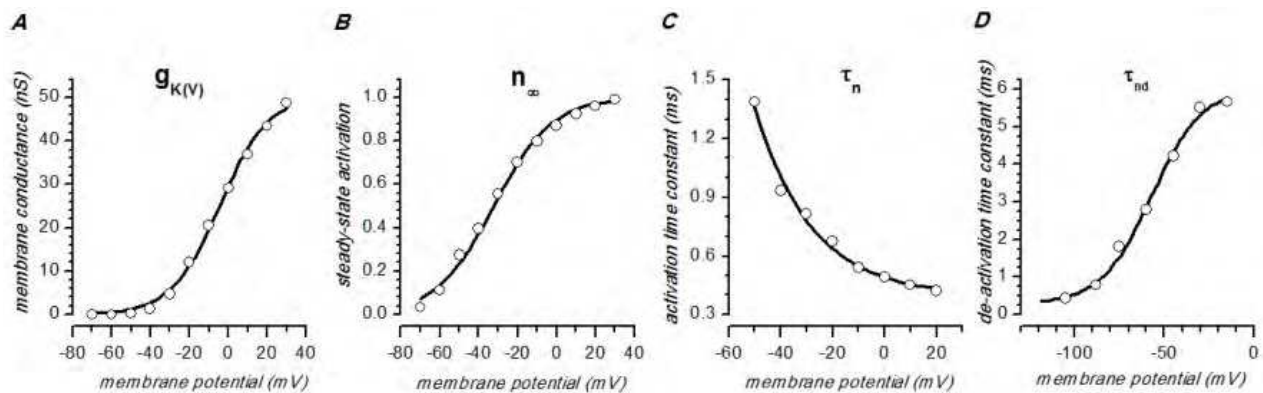 A
B
C
D
g K(V)
n ∞
τ n
τ nd
membrane conductance (nS)
50
40
30
20
10
0
-80 -60 -40 -20 0 20 40
membrane potential (mV)
steady-state activation
1.0
0.8
0.6
0.4
0.2
0.0
-80 -60 -40 -20 0 20 40
membrane potential (mV)
activation time constant (ms)
1.5
1.2
0.9
0.6
0.3
-60 -40 -20 0 20
membrane potential (mV)
de-activation time constant (ms)
6
5
4
3
2
1
0
-100 -50 0
membrane potential (mV)